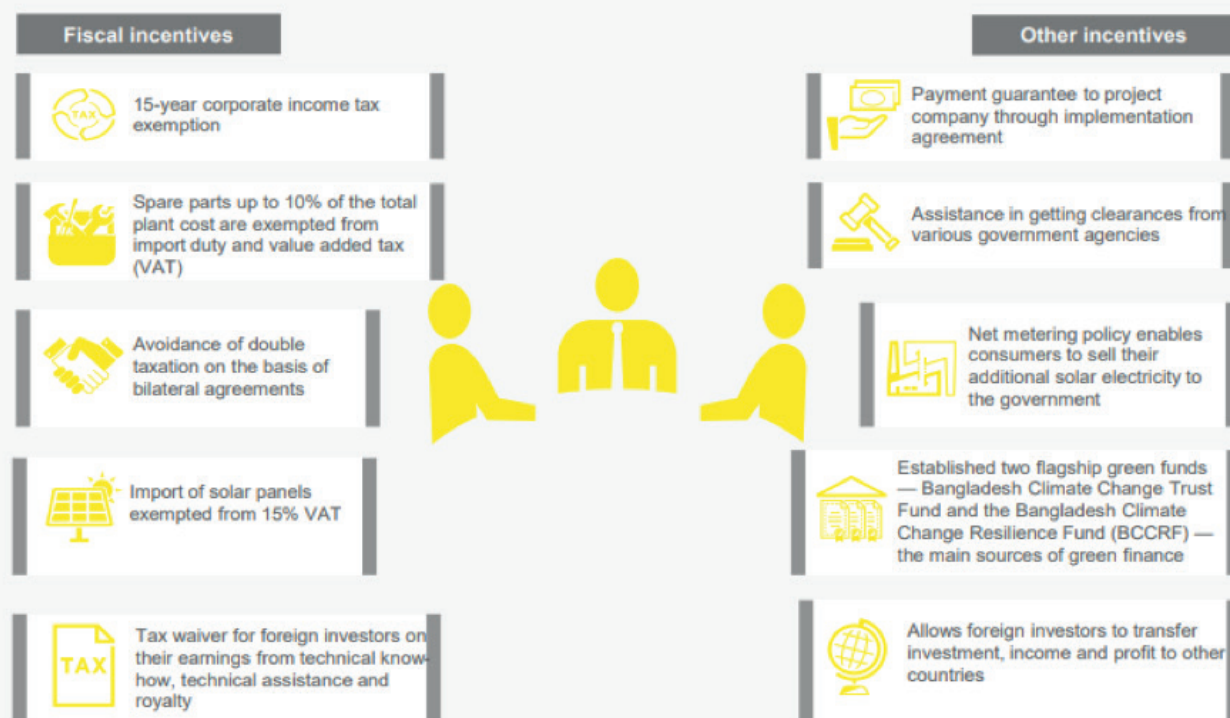 Fiscal incentives
TAX
15-year corporate income tax
exemption
Spare parts up to 10% of the total
plant cost are exempted from
import duty and value added tax
(VAT)
Avoidance of double
taxation on the basis of
bilateral agreements
Import of solar panels
exempted from 15% VAT
TAX
Tax waiver for foreign investors on
their earnings from technical know-
how, technical assistance and
royalty
Other incentives
Payment guarantee to project
company through implementation
agreement
Assistance in getting clearances from
various government agencies
Net metering policy enables
consumers to sell their
additional solar electricity to
the government
Established two flagship green funds
— Bangladesh Climate Change Trust
Fund and the Bangladesh Climate
Change Resilience Fund (BCCRF) —
the main sources of green finance
Allows foreign investors to transfer
investment, income and profit to other
countries